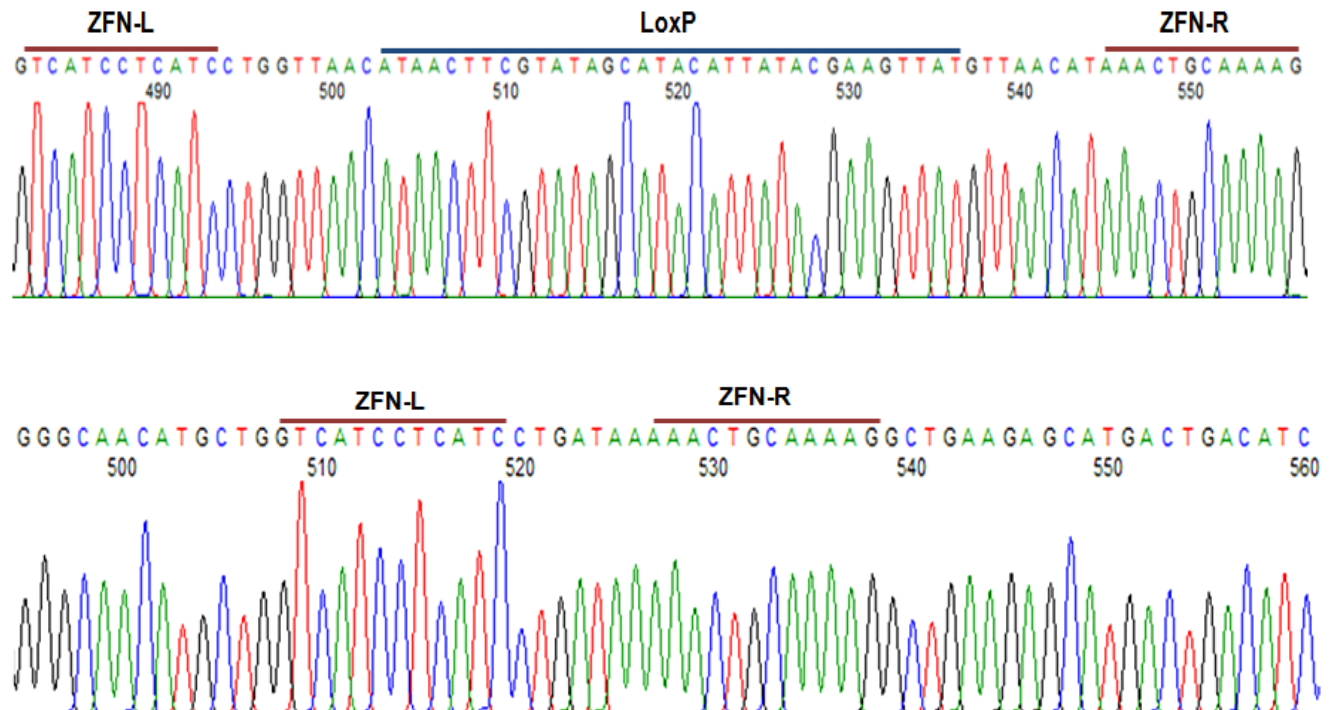 ZFN-L LoxP ZFN-R
GTCATCCTCATCCTGGTTAACATAACTTCGTATAGCATACATTATACGAAGTTATGTTAACATAAACTGCAAAAG
490 500 510 520 530 540 550
ZFN-L ZFN-R
GGGCAACATGCTGGTCATCCTCATCCTGATAAAAACTGCAAAAGGCTGAAGAGCATGACTGACATC
500 510 520 530 540 550 560